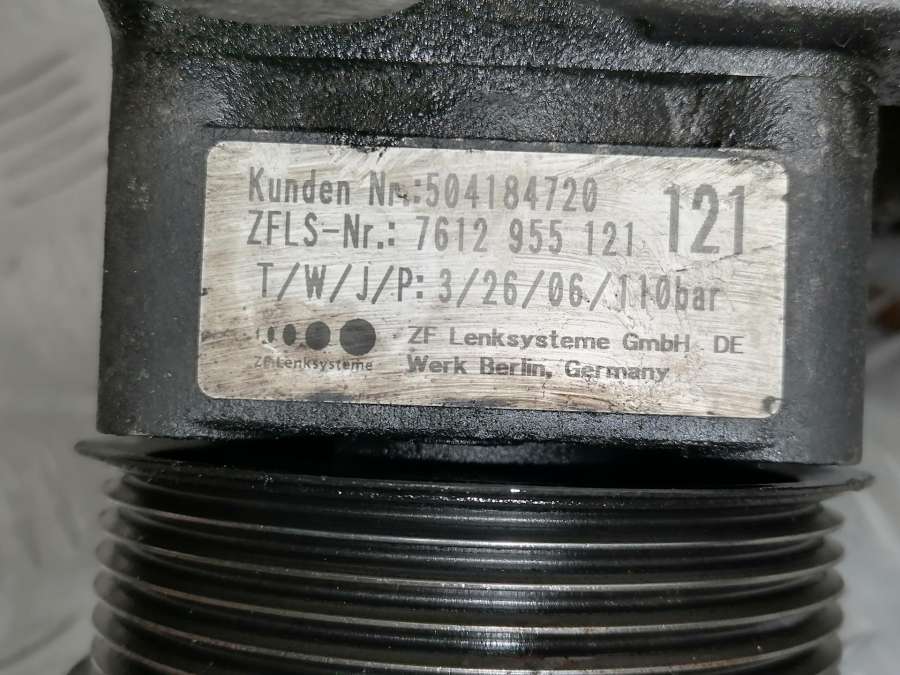 Kunden Nr.:504184720
121
ZFLS-Nr.: 7612 955 121
T/W/J/P: 3/26/06/110bar
ZF Lenksysteme
ZF Lenksysteme GmbH DE
Werk Berlin, Germany